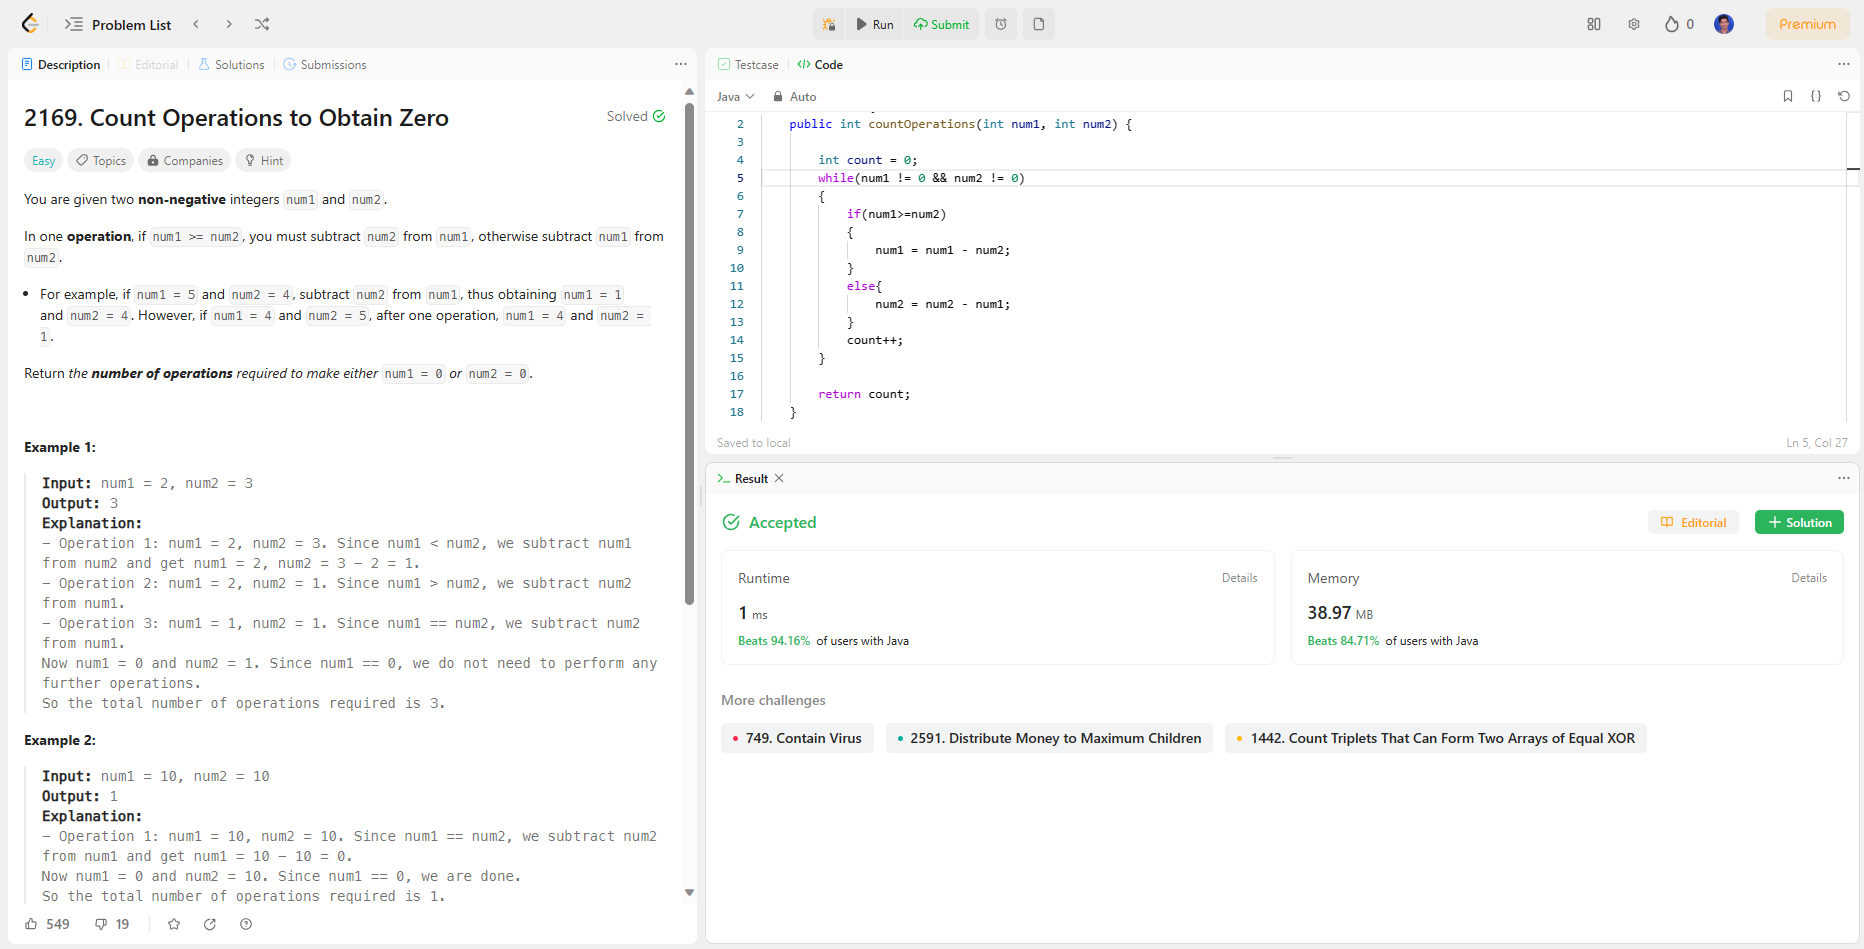 Problem List
Run
Submit
0
Premium
Description
Editorial
Solutions
Submissions
2169. Count Operations to Obtain Zero
Solved
Easy
Topics
Companies
Hint
You are given two non-negative integers num1 and num2.
In one operation, if num1 >= num2, you must subtract num2 from num1, otherwise subtract num1 from
num2.
• For example, if num1 = 5 and num2 = 4, subtract num2 from num1, thus obtaining num1 = 1
and num2 = 4. However, if num1 = 4 and num2 = 5, after one operation, num1 = 4 and num2 =
1.
Return the number of operations required to make either num1 = 0 or num2 = 0.
Example 1:
Input: num1 = 2, num2 = 3
Output: 3
Explanation:
- Operation 1: num1 = 2, num2 = 3. Since num1 < num2, we subtract num1
from num2 and get num1 = 2, num2 = 3 - 2 = 1.
- Operation 2: num1 = 2, num2 = 1. Since num1 > num2, we subtract num2
from num1.
- Operation 3: num1 = 1, num2 = 1. Since num1 == num2, we subtract num2
from num1.
Now num1 = 0 and num2 = 1. Since num1 == 0, we do not need to perform any
further operations.
So the total number of operations required is 3.
Example 2:
Input: num1 = 10, num2 = 10
Output: 1
Explanation:
- Operation 1: num1 = 10, num2 = 10. Since num1 == num2, we subtract num2
from num1 and get num1 = 10 - 10 = 0.
Now num1 = 0 and num2 = 10. Since num1 == 0, we are done.
So the total number of operations required is 1.
549
19
Testcase
</> Code
Java
Auto
{}
2 public int countOperations(int num1, int num2) {
3
4 int count = 0;
5 while(num1 != 0 && num2 != 0)
6 {
7 if(num1>=num2)
8 {
9 num1 = num1 - num2;
10 }
11 else{
12 num2 = num2 - num1;
13 }
14 count++;
15 }
16
17 return count;
18 }
Saved to local
Ln 5, Col 27
>_ Result
Accepted
Editorial
+ Solution
Runtime
Details
1 ms
Beats 94.16% of users with Java
Memory
Details
38.97 MB
Beats 84.71% of users with Java
More challenges
749. Contain Virus
2591. Distribute Money to Maximum Children
1442. Count Triplets That Can Form Two Arrays of Equal XOR